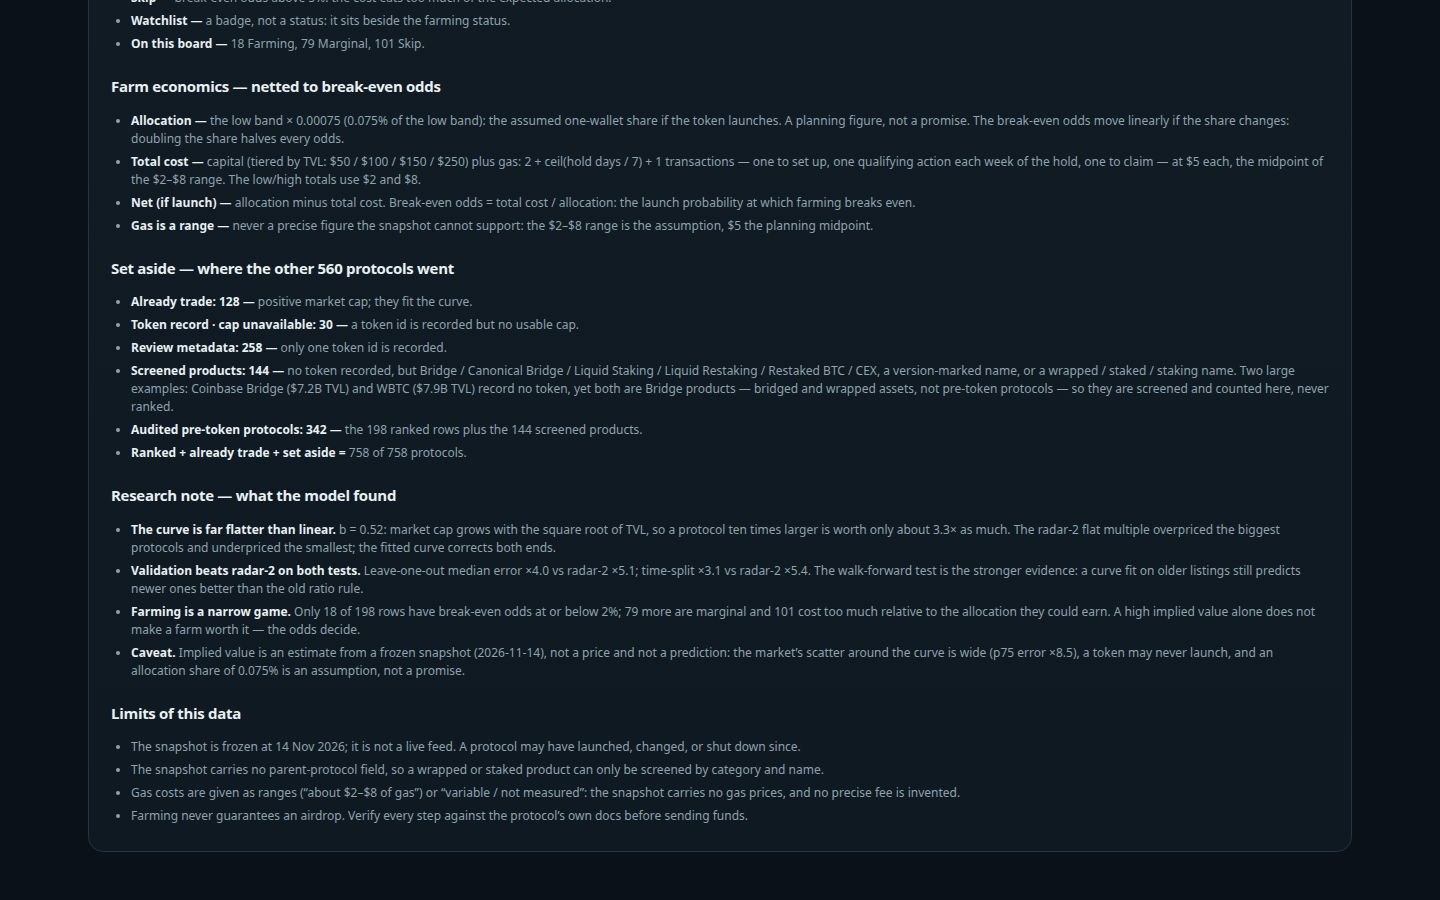 Skip — break-even odds above 5%: the cost eats too much of the expected allocation.
Watchlist — a badge, not a status: it sits beside the farming status.
On this board — 18 Farming, 79 Marginal, 101 Skip.
Farm economics — netted to break-even odds
Allocation — the low band × 0.00075 (0.075% of the low band): the assumed one-wallet share if the token launches. A planning figure, not a promise. The break-even odds move linearly if the share changes:
doubling the share halves every odds.
Total cost — capital (tiered by TVL: $50 / $100 / $150 / $250) plus gas: 2 + ceil(hold days / 7) + 1 transactions — one to set up, one qualifying action each week of the hold, one to claim — at $5 each, the midpoint of
the $2–$8 range. The low/high totals use $2 and $8.
Net (if launch) — allocation minus total cost. Break-even odds = total cost / allocation: the launch probability at which farming breaks even.
Gas is a range — never a precise figure the snapshot cannot support: the $2–$8 range is the assumption, $5 the planning midpoint.
Set aside — where the other 560 protocols went
Already trade: 128 — positive market cap; they fit the curve.
Token record · cap unavailable: 30 — a token id is recorded but no usable cap.
Review metadata: 258 — only one token id is recorded.
Screened products: 144 — no token recorded, but Bridge / Canonical Bridge / Liquid Staking / Liquid Restaking / Restaked BTC / CEX, a version-marked name, or a wrapped / staked / staking name. Two large
examples: Coinbase Bridge ($7.2B TVL) and WBTC ($7.9B TVL) record no token, yet both are Bridge products — bridged and wrapped assets, not pre-token protocols — so they are screened and counted here, never
ranked.
Audited pre-token protocols: 342 — the 198 ranked rows plus the 144 screened products.
Ranked + already trade + set aside = 758 of 758 protocols.
Research note — what the model found
The curve is far flatter than linear. b = 0.52: market cap grows with the square root of TVL, so a protocol ten times larger is worth only about 3.3× as much. The radar-2 flat multiple overpriced the biggest
protocols and underpriced the smallest; the fitted curve corrects both ends.
Validation beats radar-2 on both tests. Leave-one-out median error ×4.0 vs radar-2 ×5.1; time-split ×3.1 vs radar-2 ×5.4. The walk-forward test is the stronger evidence: a curve fit on older listings still predicts
newer ones better than the old ratio rule.
Farming is a narrow game. Only 18 of 198 rows have break-even odds at or below 2%; 79 more are marginal and 101 cost too much relative to the allocation they could earn. A high implied value alone does not
make a farm worth it — the odds decide.
Caveat. Implied value is an estimate from a frozen snapshot (2026-11-14), not a price and not a prediction: the market’s scatter around the curve is wide (p75 error ×8.5), a token may never launch, and an
allocation share of 0.075% is an assumption, not a promise.
Limits of this data
The snapshot is frozen at 14 Nov 2026; it is not a live feed. A protocol may have launched, changed, or shut down since.
The snapshot carries no parent-protocol field, so a wrapped or staked product can only be screened by category and name.
Gas costs are given as ranges (“about $2–$8 of gas”) or “variable / not measured”: the snapshot carries no gas prices, and no precise fee is invented.
Farming never guarantees an airdrop. Verify every step against the protocol’s own docs before sending funds.